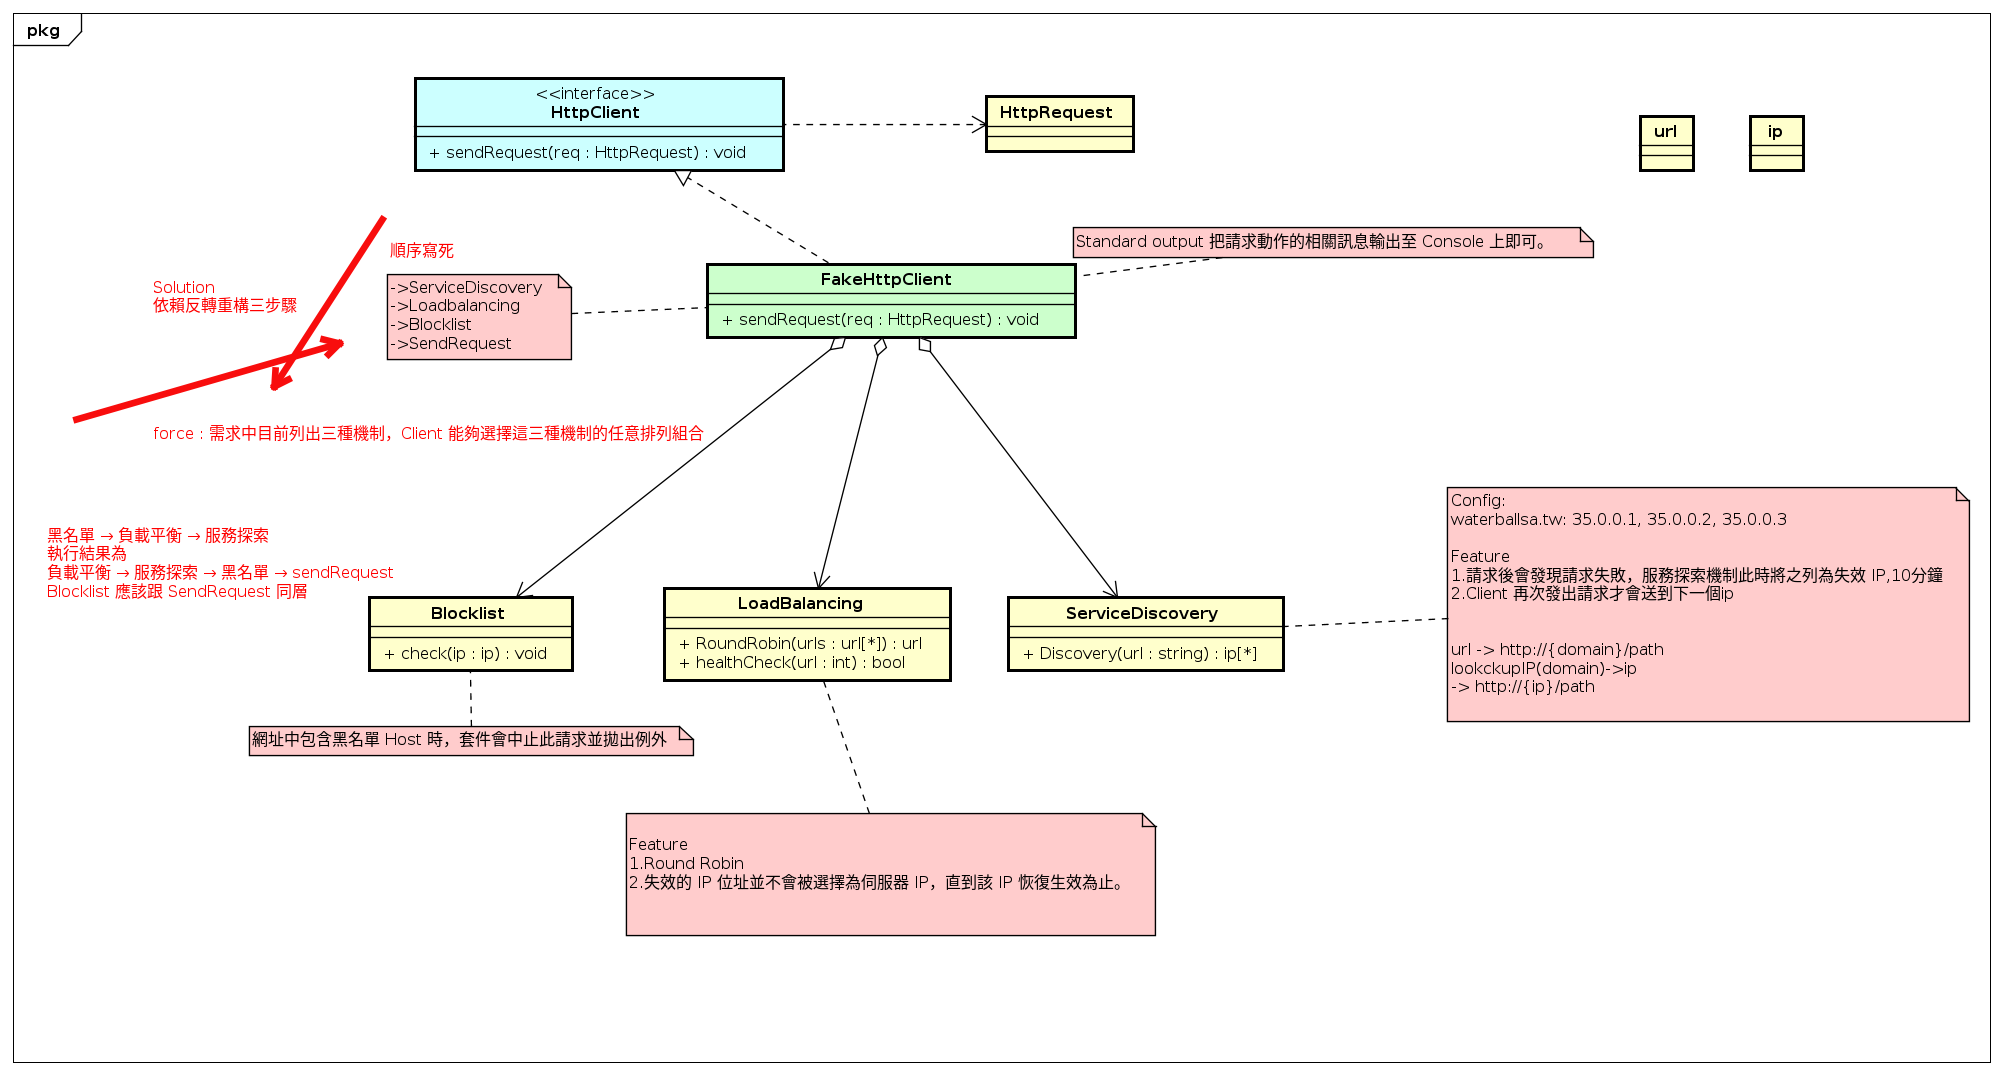 pkg
<<interface>>
HttpClient
+ sendRequest(req : HttpRequest) : void
HttpRequest
url
ip
Standard output 把請求動作的相關訊息輸出至 Console 上即可。
順序寫死
Solution
依賴反轉重構三步驟
->ServiceDiscovery
->Loadbalancing
->Blocklist
->SendRequest
FakeHttpClient
+ sendRequest(req : HttpRequest) : void
force : 需求中目前列出三種機制，Client 能夠選擇這三種機制的任意排列組合
黑名單 → 負載平衡 → 服務探索
執行結果為
負載平衡 → 服務探索 → 黑名單 → sendRequest
Blocklist 應該跟 SendRequest 同層
Blocklist
+ check(ip : ip) : void
LoadBalancing
+ RoundRobin(urls : url[*]) : url
+ healthCheck(url : int) : bool
ServiceDiscovery
+ Discovery(url : string) : ip[*]
Config:
waterballsa.tw: 35.0.0.1, 35.0.0.2, 35.0.0.3
Feature
1.請求後會發現請求失敗，服務探索機制此時將之列為失效 IP,10分鐘
2.Client 再次發出請求才會送到下一個ip
url -> http://{domain}/path
lookckupIP(domain)->ip
-> http://{ip}/path
網址中包含黑名單 Host 時，套件會中止此請求並拋出例外
Feature
1.Round Robin
2.失效的 IP 位址並不會被選擇為伺服器 IP，直到該 IP 恢復生效為止。